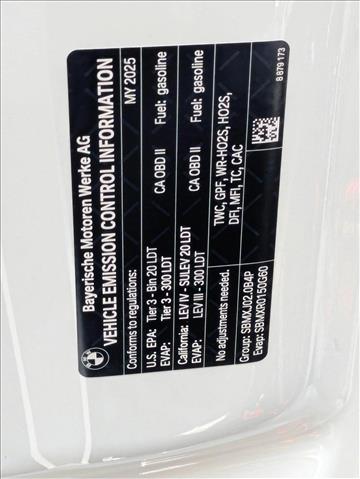 Bayerische Motoren Werke AG
VEHICLE EMISSION CONTROL INFORMATION
Conforms to regulations: MY 2025
U.S. EPA: Tier 3 - Bin 20 LDT CA OBD II Fuel: gasoline
EVAP: Tier 3 - 300 LDT
California: LEV IV - SULEV 20 LDT CA OBD II Fuel: gasoline
EVAP: LEV III - 300 LDT
No adjustments needed. TWC, GPF, WR-HO2S, HO2S,
Group: SBMXJ02.0B4P DFI, MFI, TC, CAC
Evap: SBMXR0150G60
8 879 173
BMW